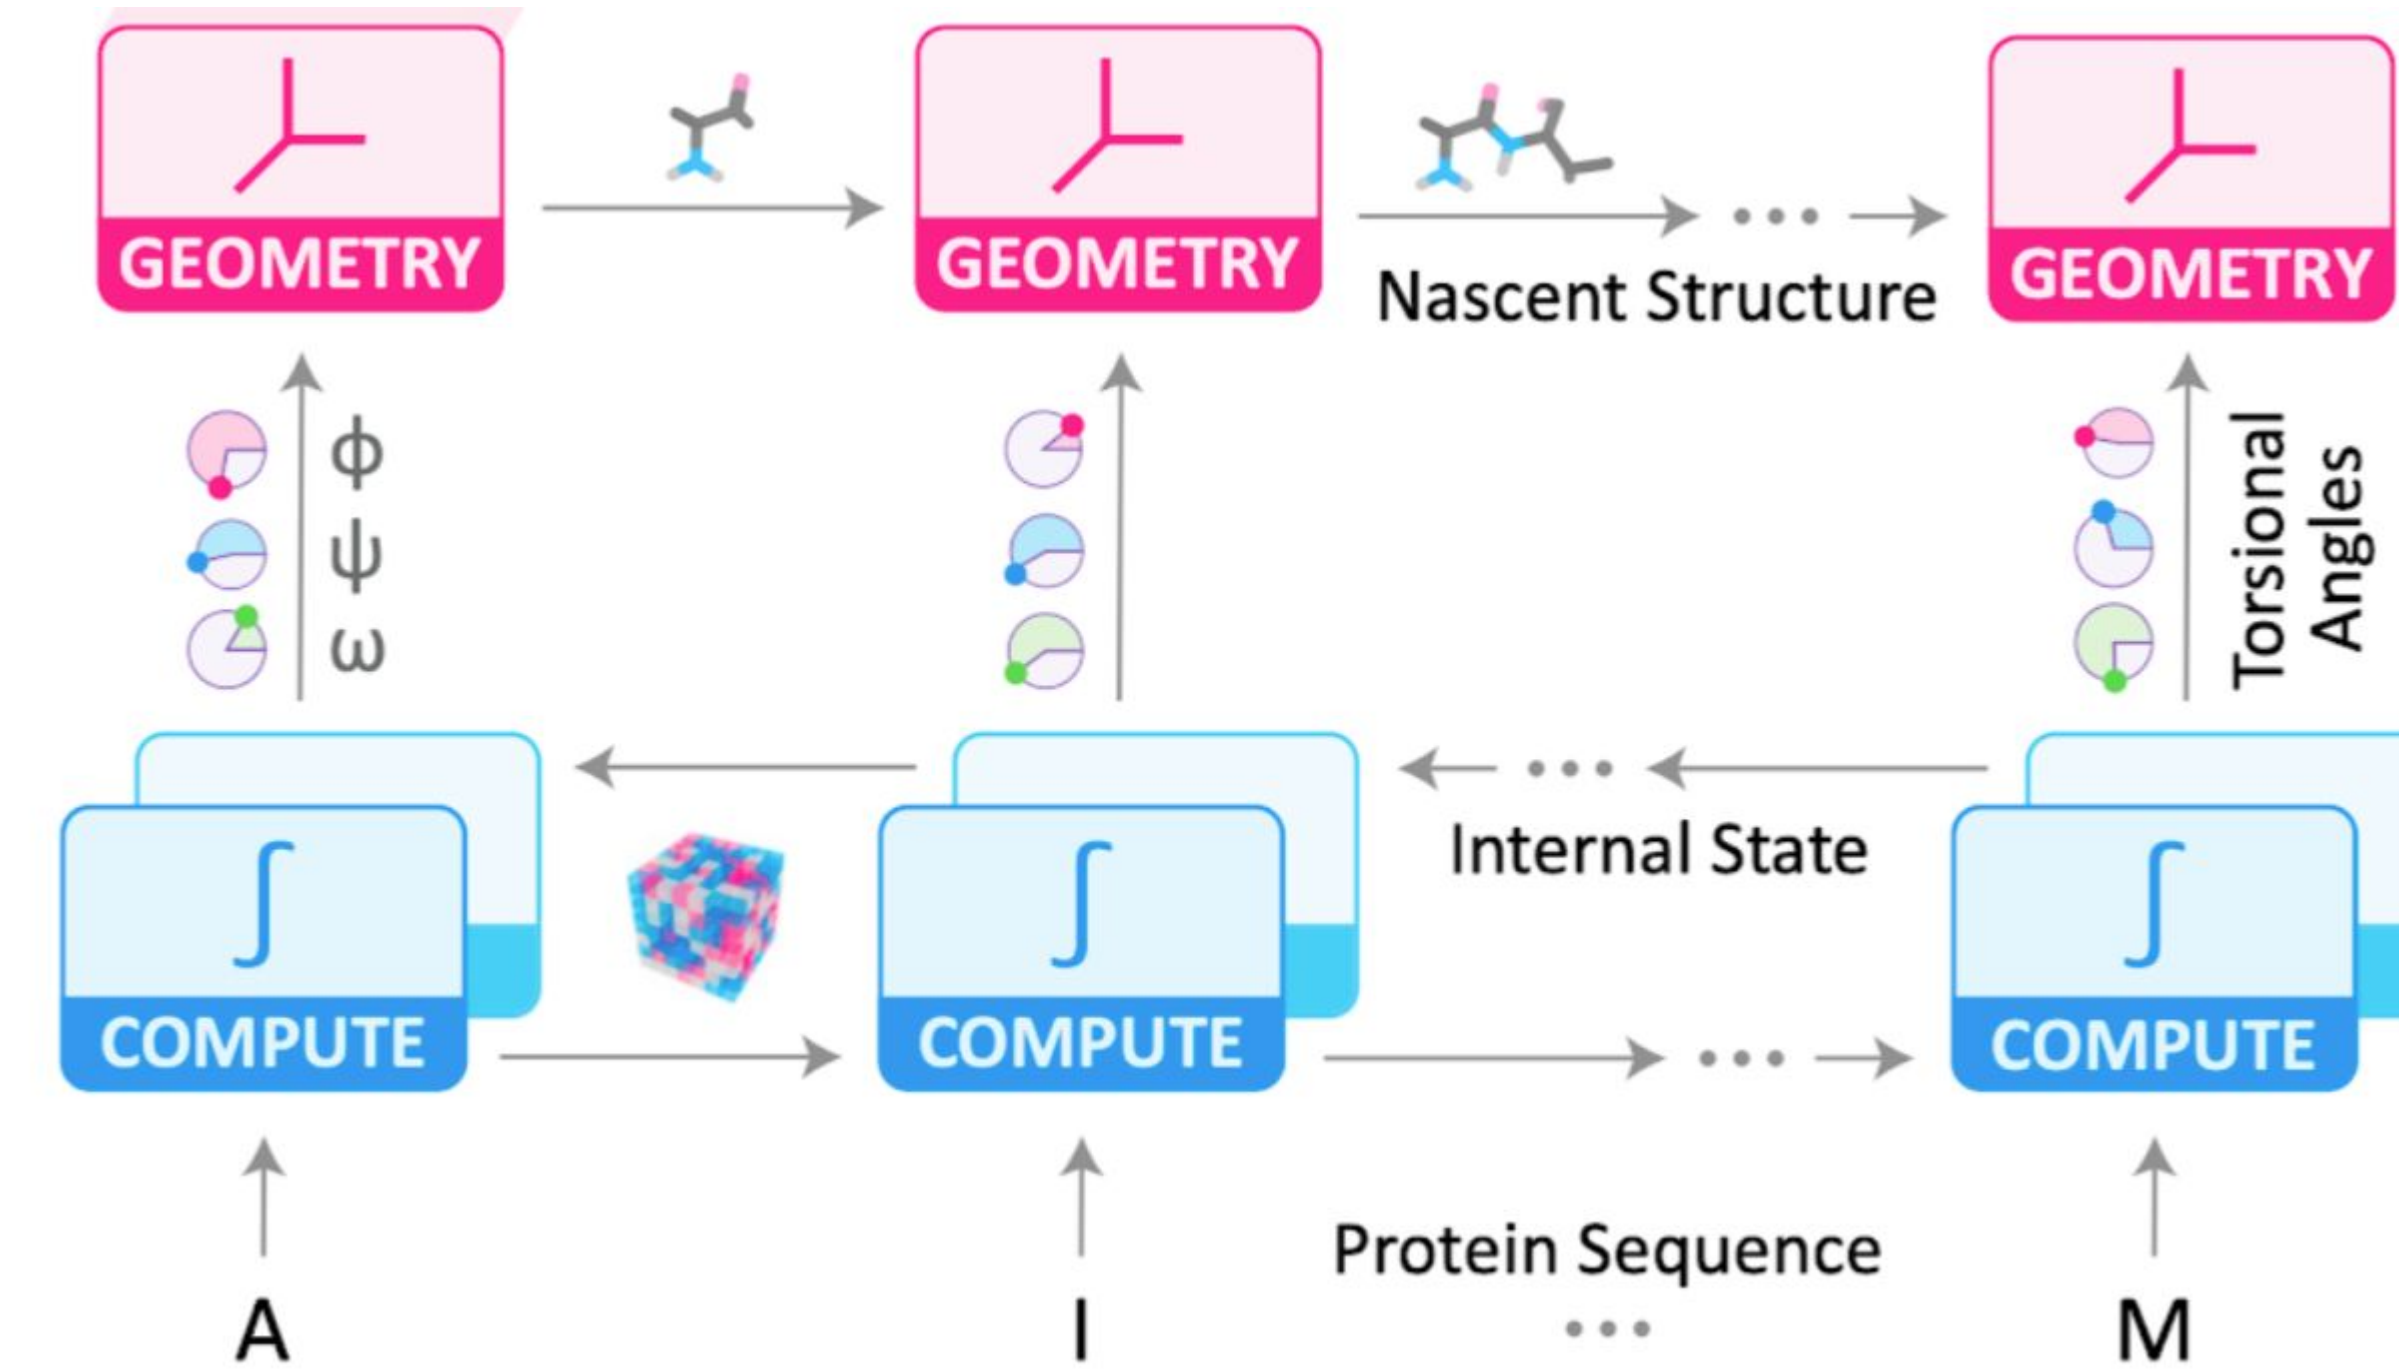 GEOMETRY
GEOMETRY
GEOMETRY
Nascent Structure
ϕ
ψ
ω
Torsional
Angles
Internal State
∫
∫
∫
COMPUTE
COMPUTE
COMPUTE
Protein Sequence
A
I
...
M